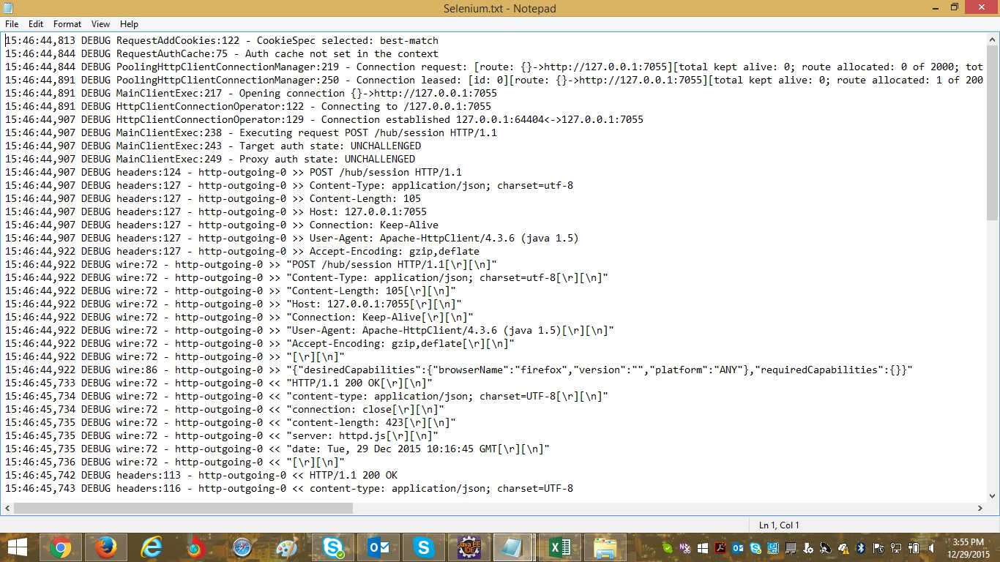 Selenium.txt - Notepad
File Edit Format View Help
15:46:44,813 DEBUG RequestAddCookies:122 - CookieSpec selected: best-match
15:46:44,844 DEBUG RequestAuthCache:75 - Auth cache not set in the context
15:46:44,844 DEBUG PoolingHttpClientConnectionManager:219 - Connection request: [route: {}->http://127.0.0.1:7055][total kept alive: 0; route allocated: 0 of 2000; tot
15:46:44,891 DEBUG PoolingHttpClientConnectionManager:250 - Connection leased: [id: 0][route: {}->http://127.0.0.1:7055][total kept alive: 0; route allocated: 1 of 200
15:46:44,891 DEBUG MainClientExec:217 - Opening connection {}->http://127.0.0.1:7055
15:46:44,891 DEBUG HttpClientConnectionOperator:122 - Connecting to /127.0.0.1:7055
15:46:44,907 DEBUG HttpClientConnectionOperator:129 - Connection established 127.0.0.1:64404<->127.0.0.1:7055
15:46:44,907 DEBUG MainClientExec:238 - Executing request POST /hub/session HTTP/1.1
15:46:44,907 DEBUG MainClientExec:243 - Target auth state: UNCHALLENGED
15:46:44,907 DEBUG MainClientExec:249 - Proxy auth state: UNCHALLENGED
15:46:44,907 DEBUG headers:124 - http-outgoing-0 >> POST /hub/session HTTP/1.1
15:46:44,907 DEBUG headers:127 - http-outgoing-0 >> Content-Type: application/json; charset=utf-8
15:46:44,907 DEBUG headers:127 - http-outgoing-0 >> Content-Length: 105
15:46:44,907 DEBUG headers:127 - http-outgoing-0 >> Host: 127.0.0.1:7055
15:46:44,907 DEBUG headers:127 - http-outgoing-0 >> Connection: Keep-Alive
15:46:44,907 DEBUG headers:127 - http-outgoing-0 >> User-Agent: Apache-HttpClient/4.3.6 (java 1.5)
15:46:44,907 DEBUG headers:127 - http-outgoing-0 >> Accept-Encoding: gzip,deflate
15:46:44,922 DEBUG wire:72 - http-outgoing-0 >> "POST /hub/session HTTP/1.1[\r][\n]"
15:46:44,922 DEBUG wire:72 - http-outgoing-0 >> "Content-Type: application/json; charset=utf-8[\r][\n]"
15:46:44,922 DEBUG wire:72 - http-outgoing-0 >> "Content-Length: 105[\r][\n]"
15:46:44,922 DEBUG wire:72 - http-outgoing-0 >> "Host: 127.0.0.1:7055[\r][\n]"
15:46:44,922 DEBUG wire:72 - http-outgoing-0 >> "Connection: Keep-Alive[\r][\n]"
15:46:44,922 DEBUG wire:72 - http-outgoing-0 >> "User-Agent: Apache-HttpClient/4.3.6 (java 1.5)[\r][\n]"
15:46:44,922 DEBUG wire:72 - http-outgoing-0 >> "Accept-Encoding: gzip,deflate[\r][\n]"
15:46:44,922 DEBUG wire:72 - http-outgoing-0 >> "[\r][\n]"
15:46:44,922 DEBUG wire:86 - http-outgoing-0 >> "{"desiredCapabilities":{"browserName":"firefox","version":"","platform":"ANY"},"requiredCapabilities":{}}"
15:46:45,733 DEBUG wire:72 - http-outgoing-0 << "HTTP/1.1 200 OK[\r][\n]"
15:46:45,734 DEBUG wire:72 - http-outgoing-0 << "content-type: application/json; charset=UTF-8[\r][\n]"
15:46:45,734 DEBUG wire:72 - http-outgoing-0 << "connection: close[\r][\n]"
15:46:45,735 DEBUG wire:72 - http-outgoing-0 << "content-length: 423[\r][\n]"
15:46:45,735 DEBUG wire:72 - http-outgoing-0 << "server: httpd.js[\r][\n]"
15:46:45,735 DEBUG wire:72 - http-outgoing-0 << "date: Tue, 29 Dec 2015 10:16:45 GMT[\r][\n]"
15:46:45,736 DEBUG wire:72 - http-outgoing-0 << "[\r][\n]"
15:46:45,742 DEBUG headers:113 - http-outgoing-0 << HTTP/1.1 200 OK
15:46:45,743 DEBUG headers:116 - http-outgoing-0 << content-type: application/json; charset=UTF-8
Ln 1, Col 1
Java EE
IDE
3:55 PM
12/29/2015